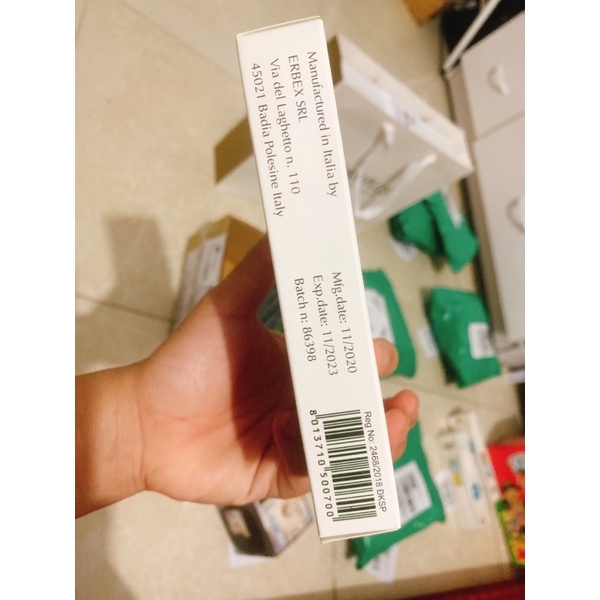 Manufactured in Italia by
ERBEX SRL
Via del Laghetto n. 110
45021 Badia Polesine Italy
Mfg.date: 11/2020
Exp.date: 11/2023
Batch n: 86398
Reg No: 2468/2018 ĐKSP
8 013710 500700